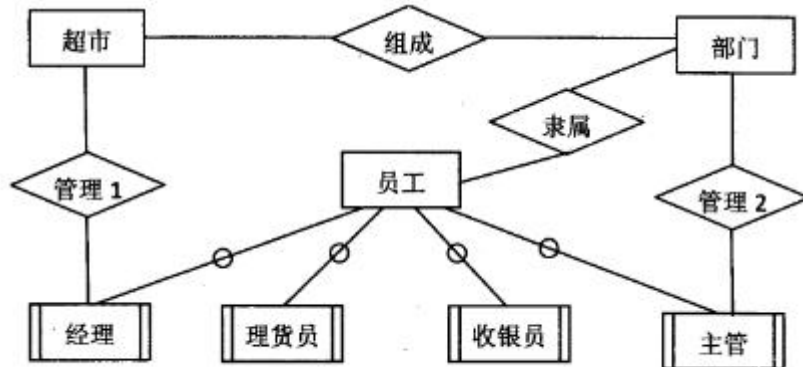 超市
组成
部门
隶属
员工
管理 1
管理 2
经理
理货员
收银员
主管